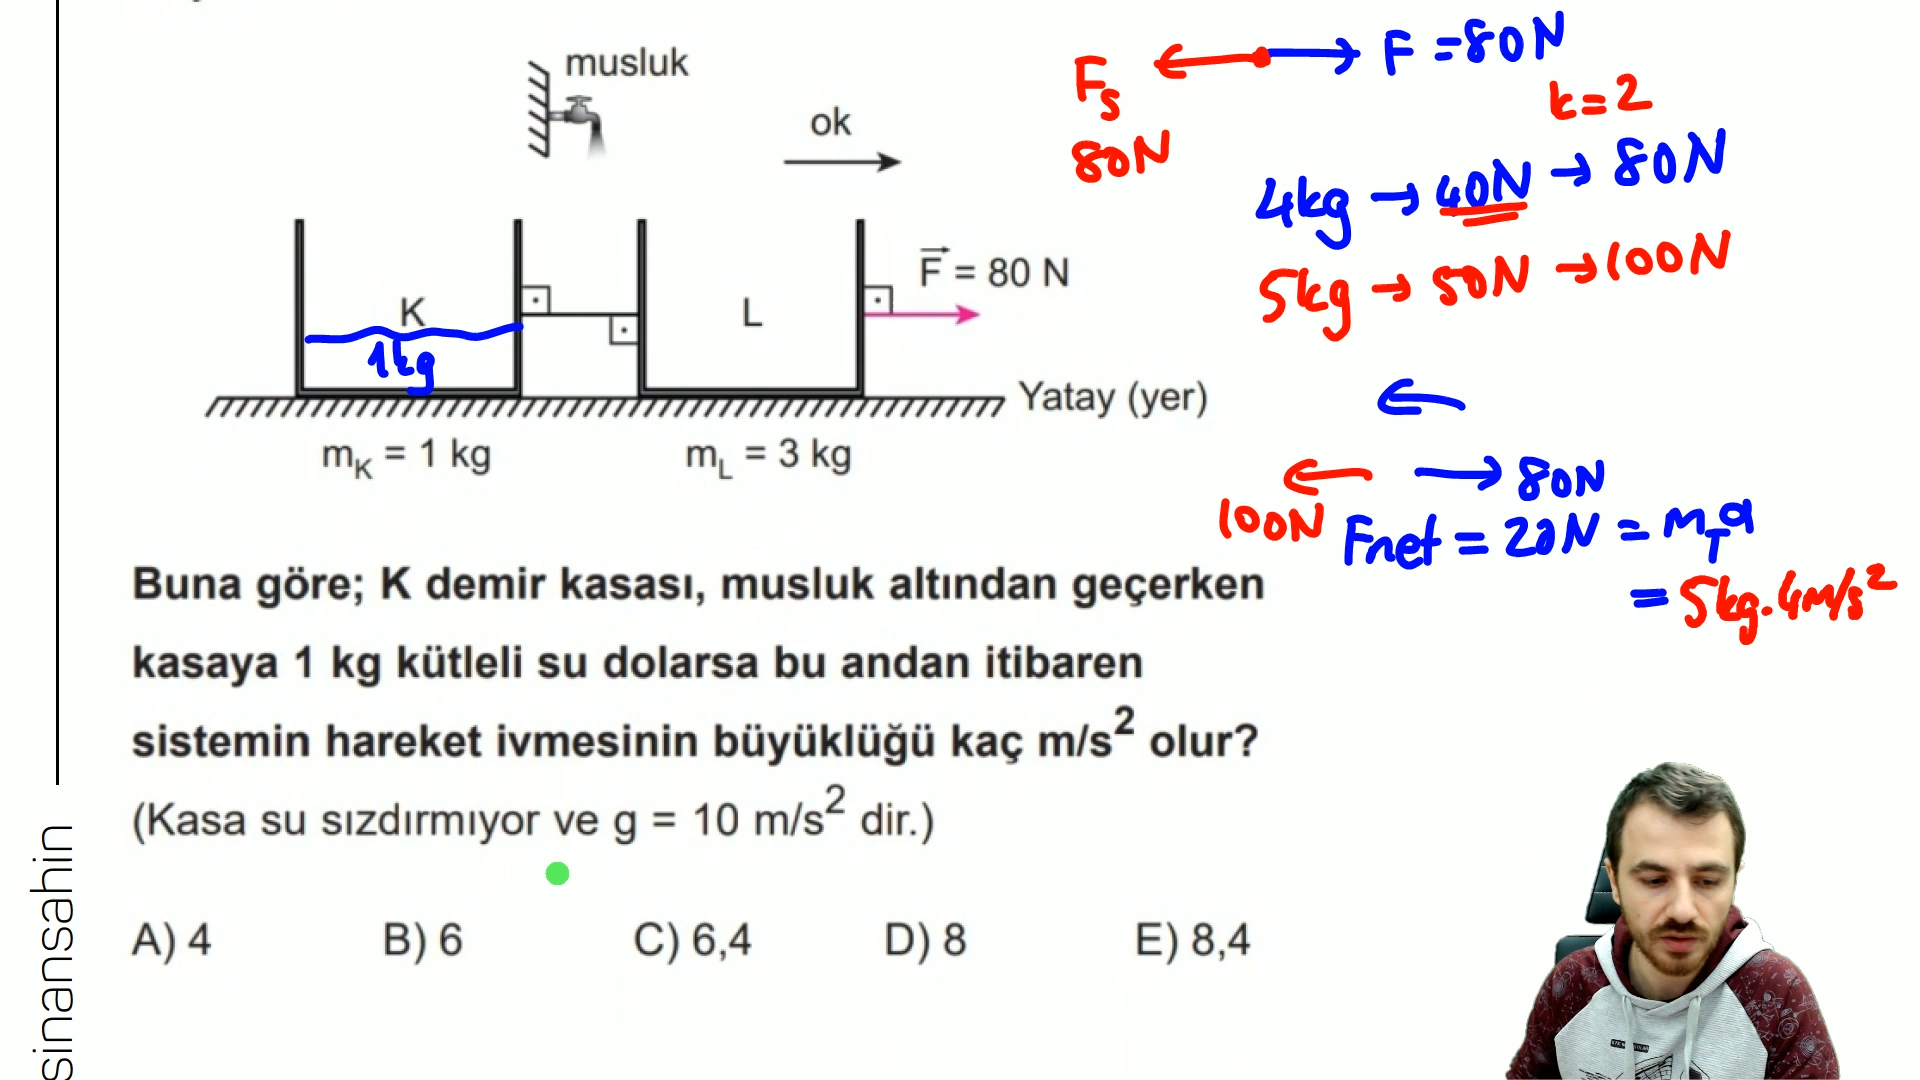 musluk
ok
K
L
F = 80 N
1kg
Yatay (yer)
mK = 1 kg
mL = 3 kg
Buna göre; K demir kasası, musluk altından geçerken
kasaya 1 kg kütleli su dolarsa bu andan itibaren
sistemin hareket ivmesinin büyüklüğü kaç m/s² olur?
(Kasa su sızdırmıyor ve g = 10 m/s² dir.)
A) 4 B) 6 C) 6,4 D) 8 E) 8,4
Fs
80N
F = 80N
k = 2
4kg → 40N → 80N
5kg → 50N → 100N
80N
100N
Fnet = 20N = mTa
= 5kg.4m/s²
sinansahin